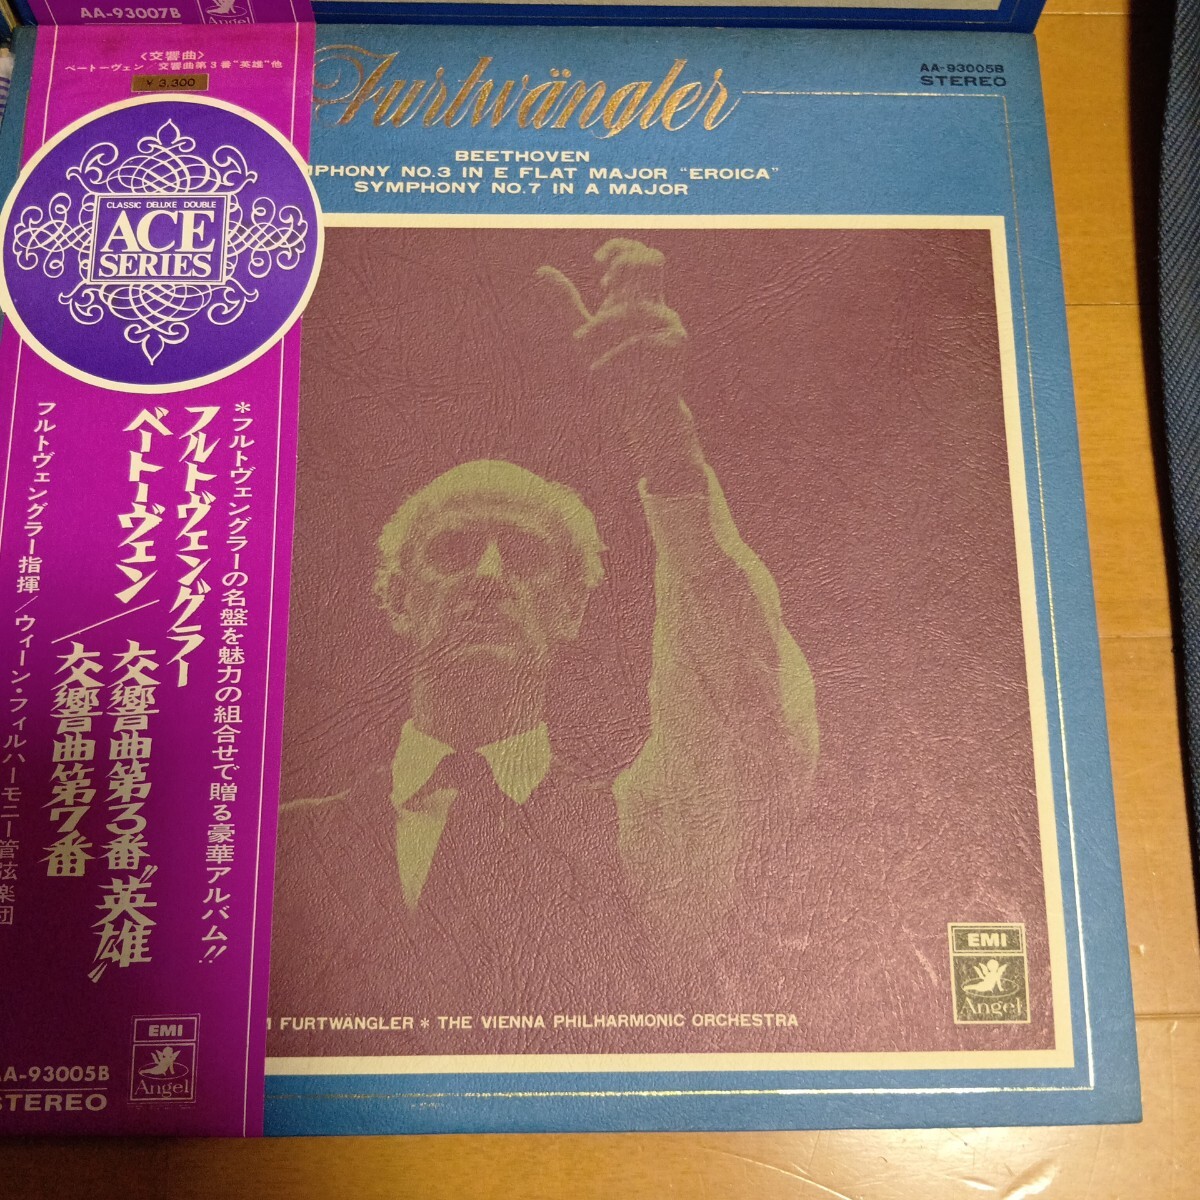 AA-93007B
Angel
〈交響曲〉
ベートーヴェン/交響曲第3番"英雄"他
¥3,300
CLASSIC DELUXE DOUBLE
ACE
SERIES
*フルトヴェングラーの名盤を魅力の組合せで贈る豪華アルバム!!
フルトヴェングラー
ベートーヴェン/交響曲第3番"英雄"
/交響曲第7番
フルトヴェングラー指揮/ウィーン・フィルハーモニー管弦楽団
EMI
Angel
AA-93005B
STEREO
Furtwängler
AA-93005B
STEREO
BEETHOVEN
MPHONY NO.3 IN E FLAT MAJOR "EROICA"
SYMPHONY NO.7 IN A MAJOR
EMI
Angel
M FURTWANGLER * THE VIENNA PHILHARMONIC ORCHESTRA